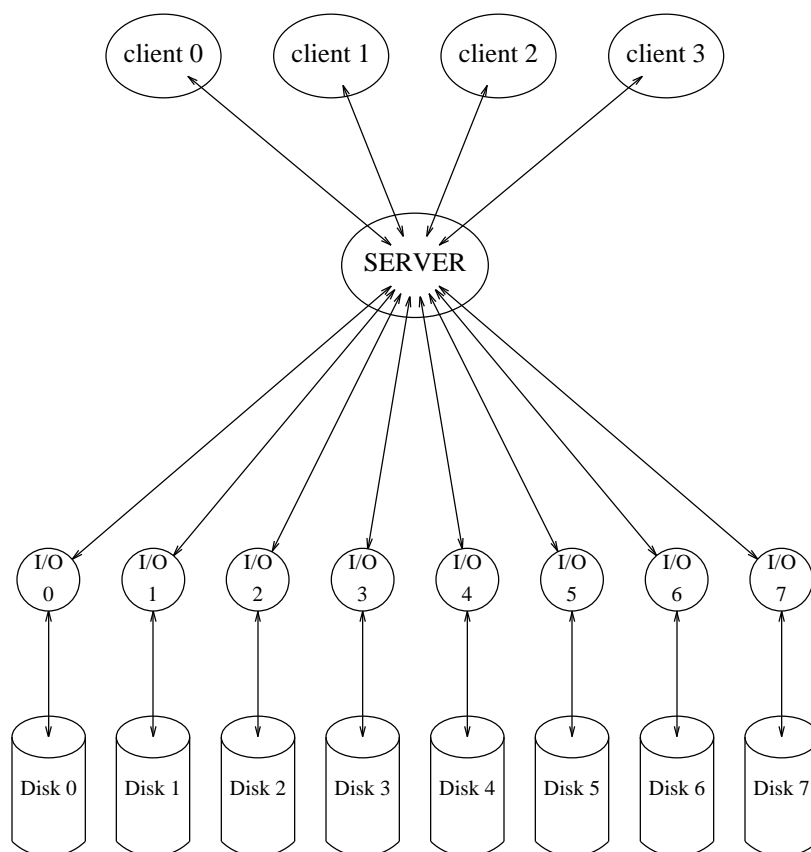 client 0
client 1
client 2
client 3
SERVER
I/O
0
I/O
1
I/O
2
I/O
3
I/O
4
I/O
5
I/O
6
I/O
7
Disk 0
Disk 1
Disk 2
Disk 3
Disk 4
Disk 5
Disk 6
Disk 7